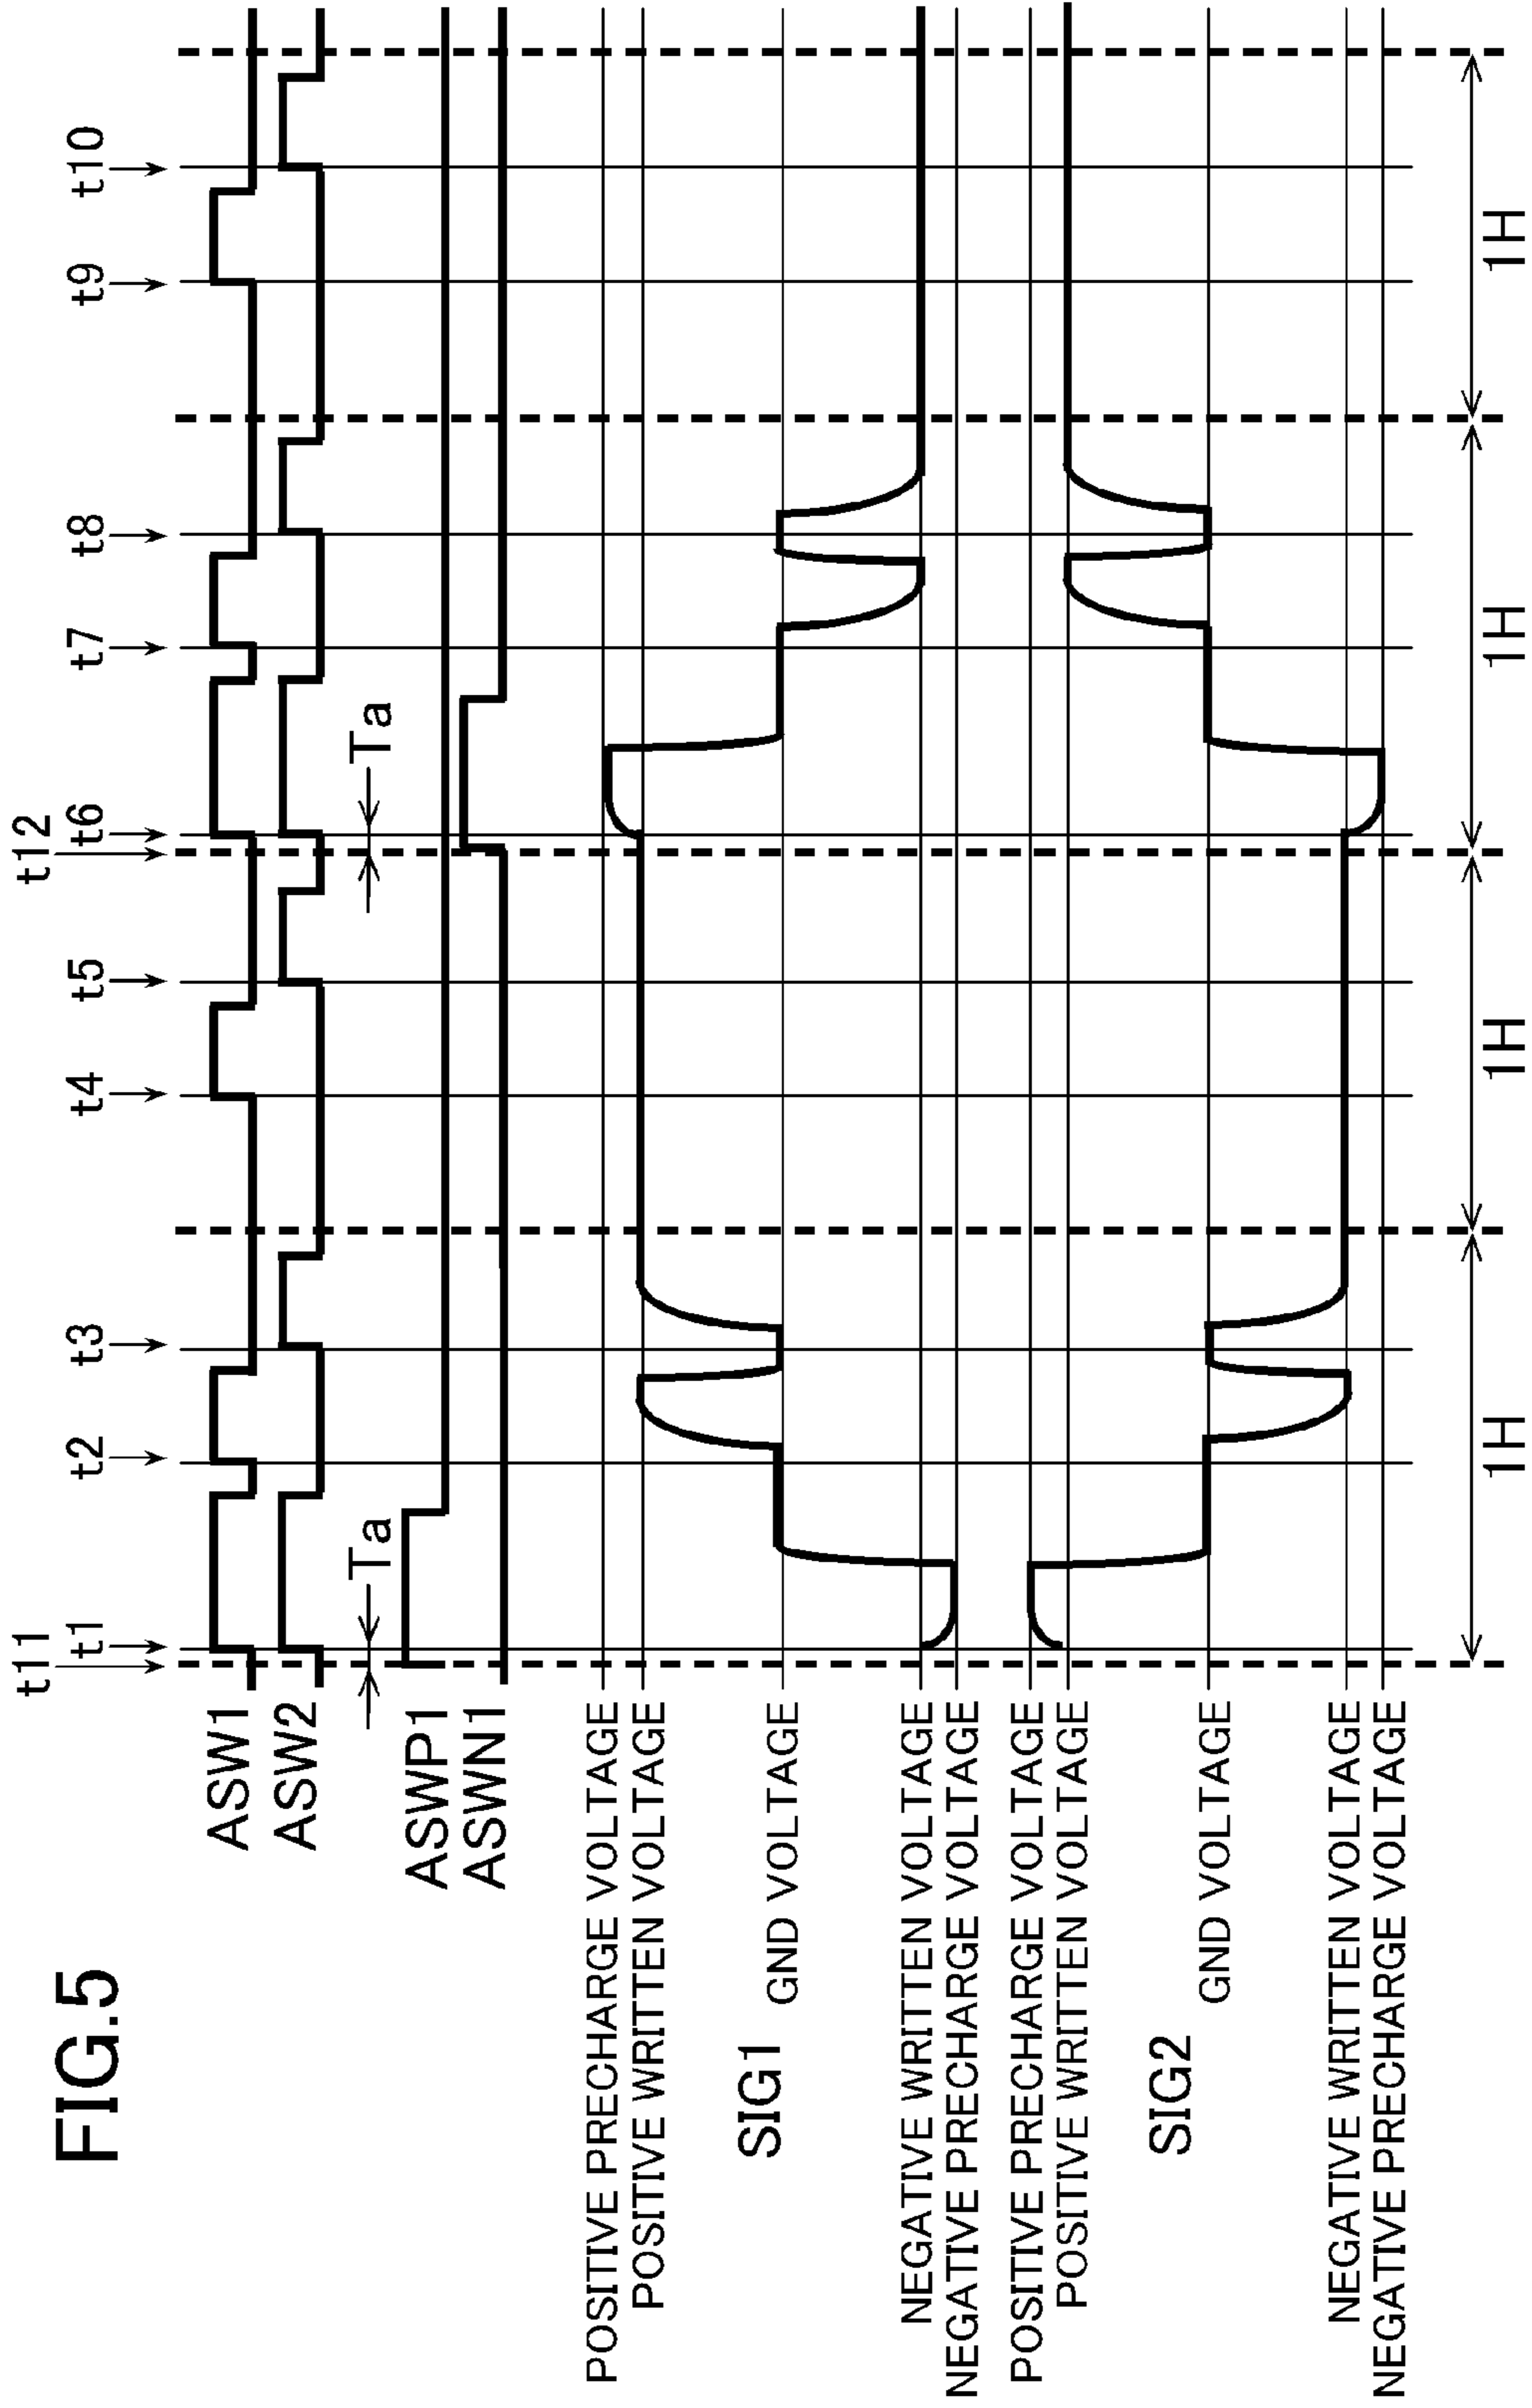 FIG.5
t11
t12
t1
t2
t3
t4
t5
t6
t7
t8
t9
t10
ASW1
ASW2
Ta
Ta
ASWP1
ASWN1
POSITIVE PRECHARGE VOLTAGE
POSITIVE WRITTEN VOLTAGE
SIG1
GND VOLTAGE
NEGATIVE WRITTEN VOLTAGE
NEGATIVE PRECHARGE VOLTAGE
POSITIVE PRECHARGE VOLTAGE
POSITIVE WRITTEN VOLTAGE
SIG2
GND VOLTAGE
NEGATIVE WRITTEN VOLTAGE
NEGATIVE PRECHARGE VOLTAGE
1H
1H
1H
1H